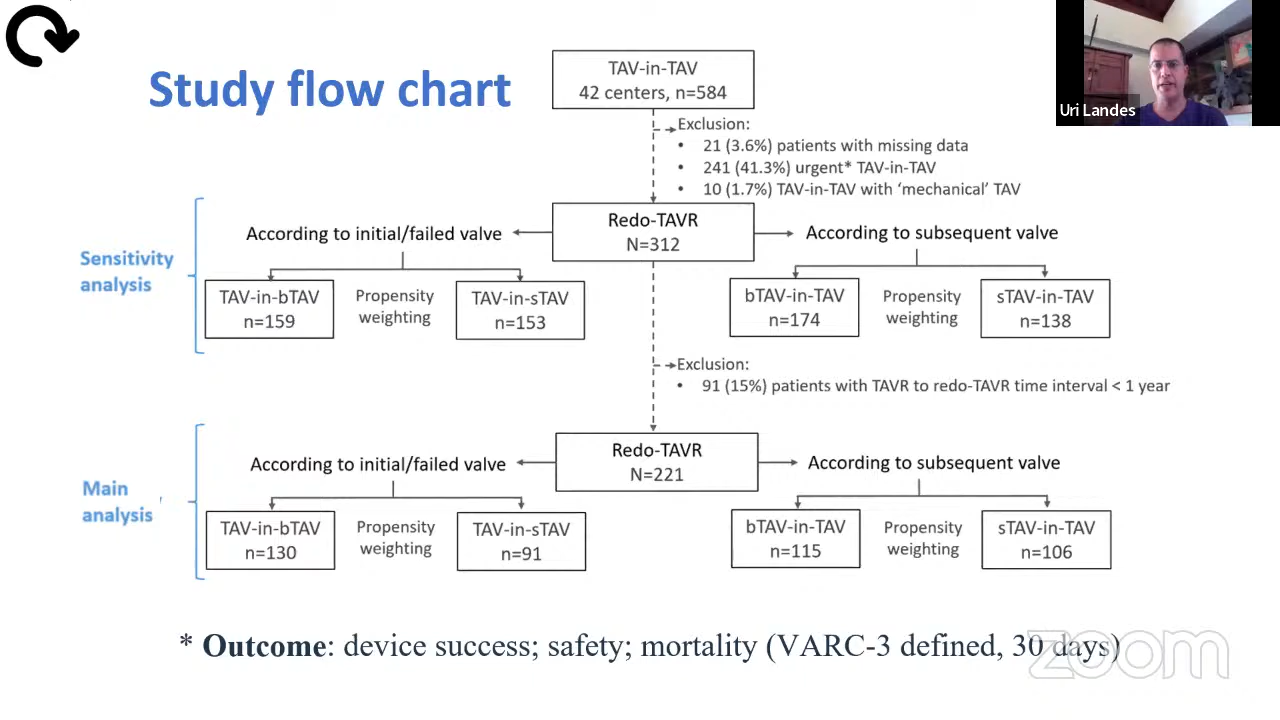 Study flow chart
TAV-in-TAV
42 centers, n=584
Uri Landes
Exclusion:
• 21 (3.6%) patients with missing data
• 241 (41.3%) urgent* TAV-in-TAV
• 10 (1.7%) TAV-in-TAV with ‘mechanical’ TAV
Sensitivity
analysis
According to initial/failed valve
Redo-TAVR
N=312
According to subsequent valve
TAV-in-bTAV
n=159
Propensity
weighting
TAV-in-sTAV
n=153
bTAV-in-TAV
n=174
Propensity
weighting
sTAV-in-TAV
n=138
Exclusion:
• 91 (15%) patients with TAVR to redo-TAVR time interval < 1 year
Main
analysis
According to initial/failed valve
Redo-TAVR
N=221
According to subsequent valve
TAV-in-bTAV
n=130
Propensity
weighting
TAV-in-sTAV
n=91
bTAV-in-TAV
n=115
Propensity
weighting
sTAV-in-TAV
n=106
* Outcome: device success; safety; mortality (VARC-3 defined, 30 days)
zoom